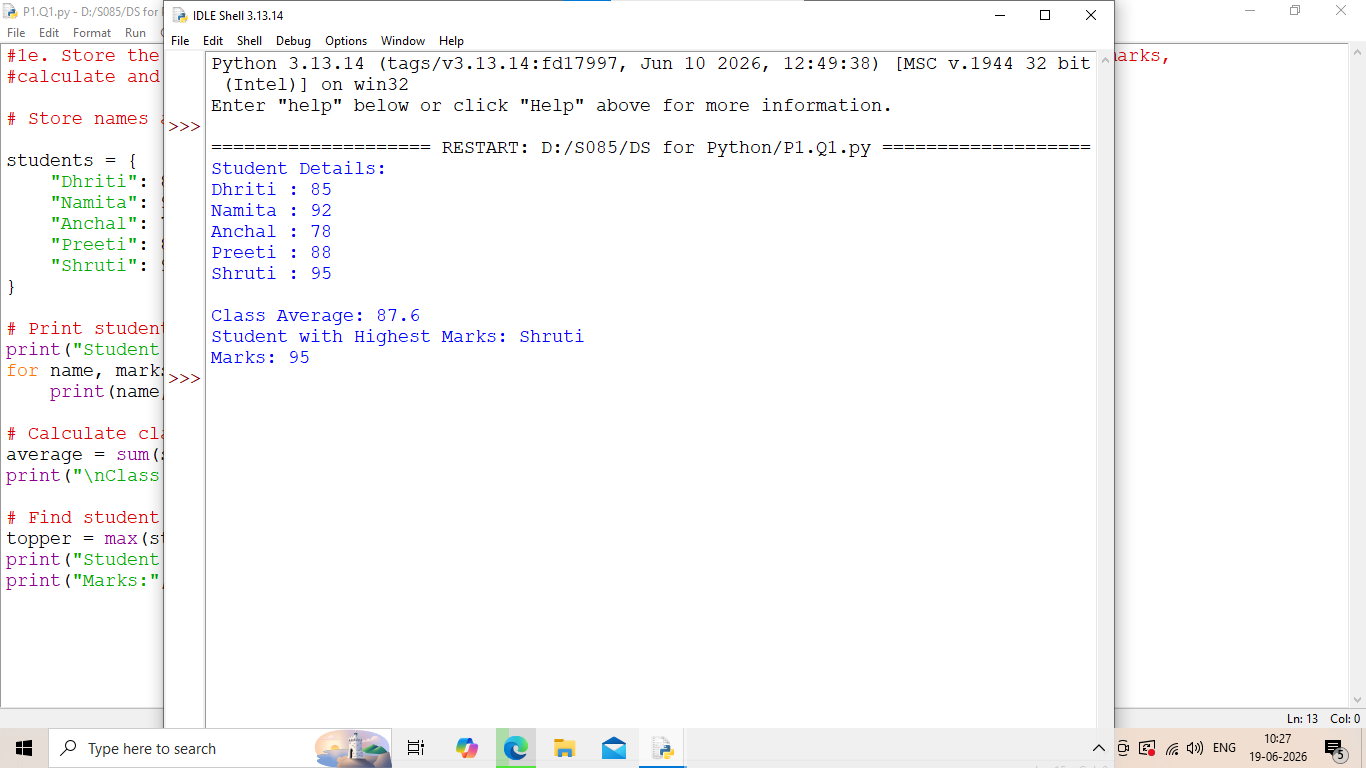 P1.Q1.py - D:/S085/DS for
File Edit Format Run
#1e. Store the
#calculate and
# Store names
students = {
"Dhriti":
"Namita":
"Anchal":
"Preeti":
"Shruti":
}
# Print
print("Student
for name,
print(name
# Calculate
average = sum(
print("\nClass
# Find student
topper = max(
print("Student
print("Marks:"
IDLE Shell 3.13.14
File Edit Shell Debug Options Window Help
Python 3.13.14 (tags/v3.13.14:fd17997, Jun 10 2026, 12:49:38) [MSC v.1944 32 bit
(Intel)] on win32
Enter "help" below or click "Help" above for more information.
>>>
==================== RESTART: D:/S085/DS for Python/P1.Q1.py ===================
Student Details:
Dhriti : 85
Namita : 92
Anchal : 78
Preeti : 88
Shruti : 95
Class Average: 87.6
Student with Highest Marks: Shruti
Marks: 95
>>>
marks,
Ln: 13 Col: 0
Type here to search
ENG
10:27
19-06-2026
5